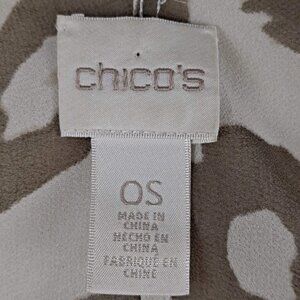 chico's
OS
MADE IN
CHINA
HECHO EN
CHINA
FABRIQUÉ EN
CHINE